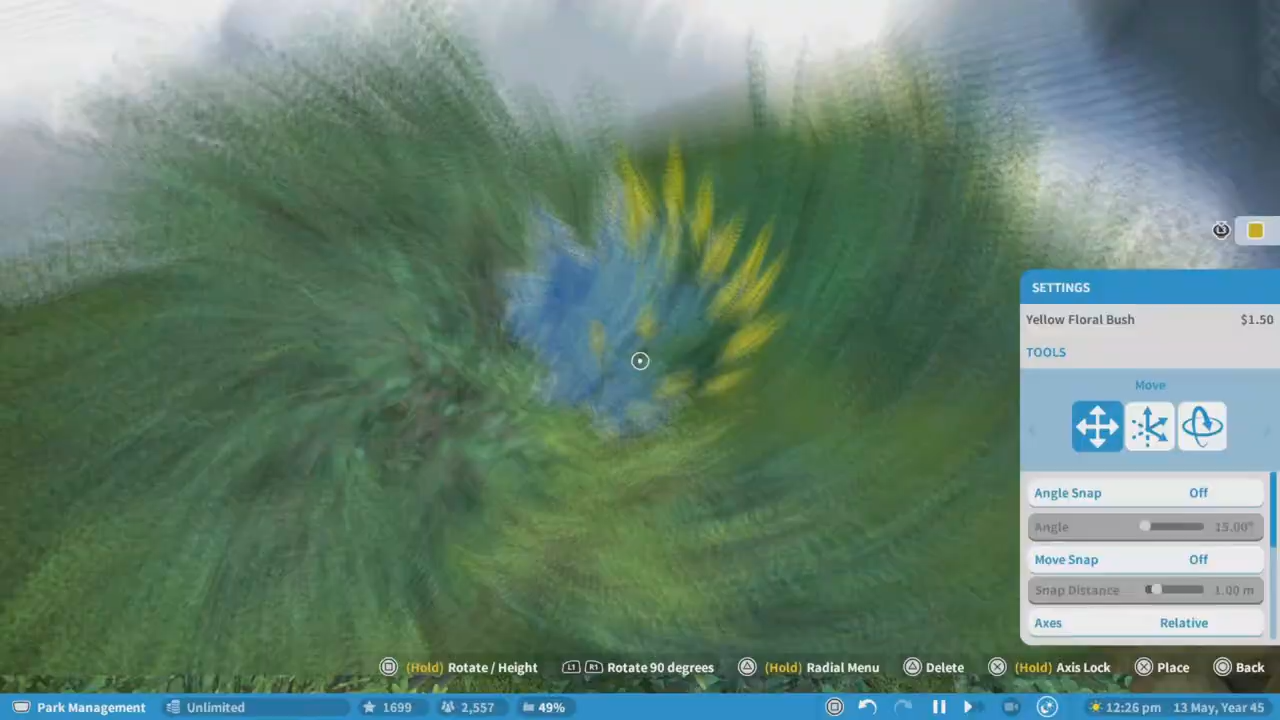 SETTINGS
Yellow Floral Bush $1.50
TOOLS
Move
Angle Snap Off
Angle 15.00°
Move Snap Off
Snap Distance 1.00 m
Axes Relative
(Hold) Rotate / Height L1 R1 Rotate 90 degrees (Hold) Radial Menu Delete (Hold) Axis Lock Place Back
Park Management Unlimited 1699 2,557 49% 12:26 pm 13 May, Year 45